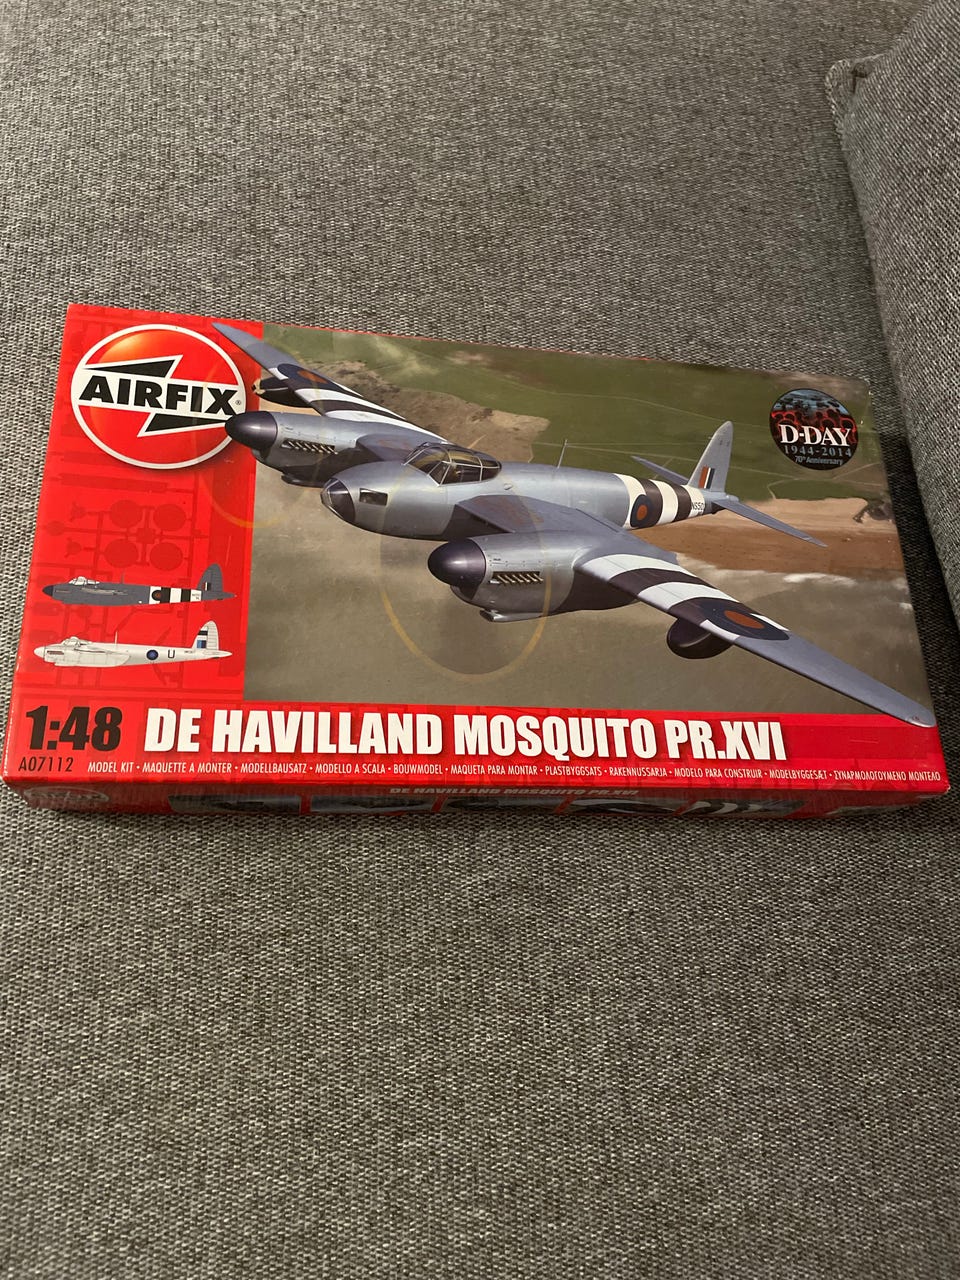 AIRFIX®
D-DAY
1944-2014
70th Anniversary
U
1:48 DE HAVILLAND MOSQUITO PR.XVI
A07112 MODEL KIT • MAQUETTE A MONTER • MODELLBAUSATZ • MODELLO A SCALA • BOUWMODEL • MAQUETA PARA MONTAR • PLASTBYGGSATS • RAKENNUSSARJA • MODELO PARA CONSTRUIR • MODELBYGGESÆT • ΣΥΝΑΡΜΟΛΟΓΟΥΜΕΝΟ ΜΟΝΤΕΛΟ
DE HAVILLAND MOSQUITO PR.XVI